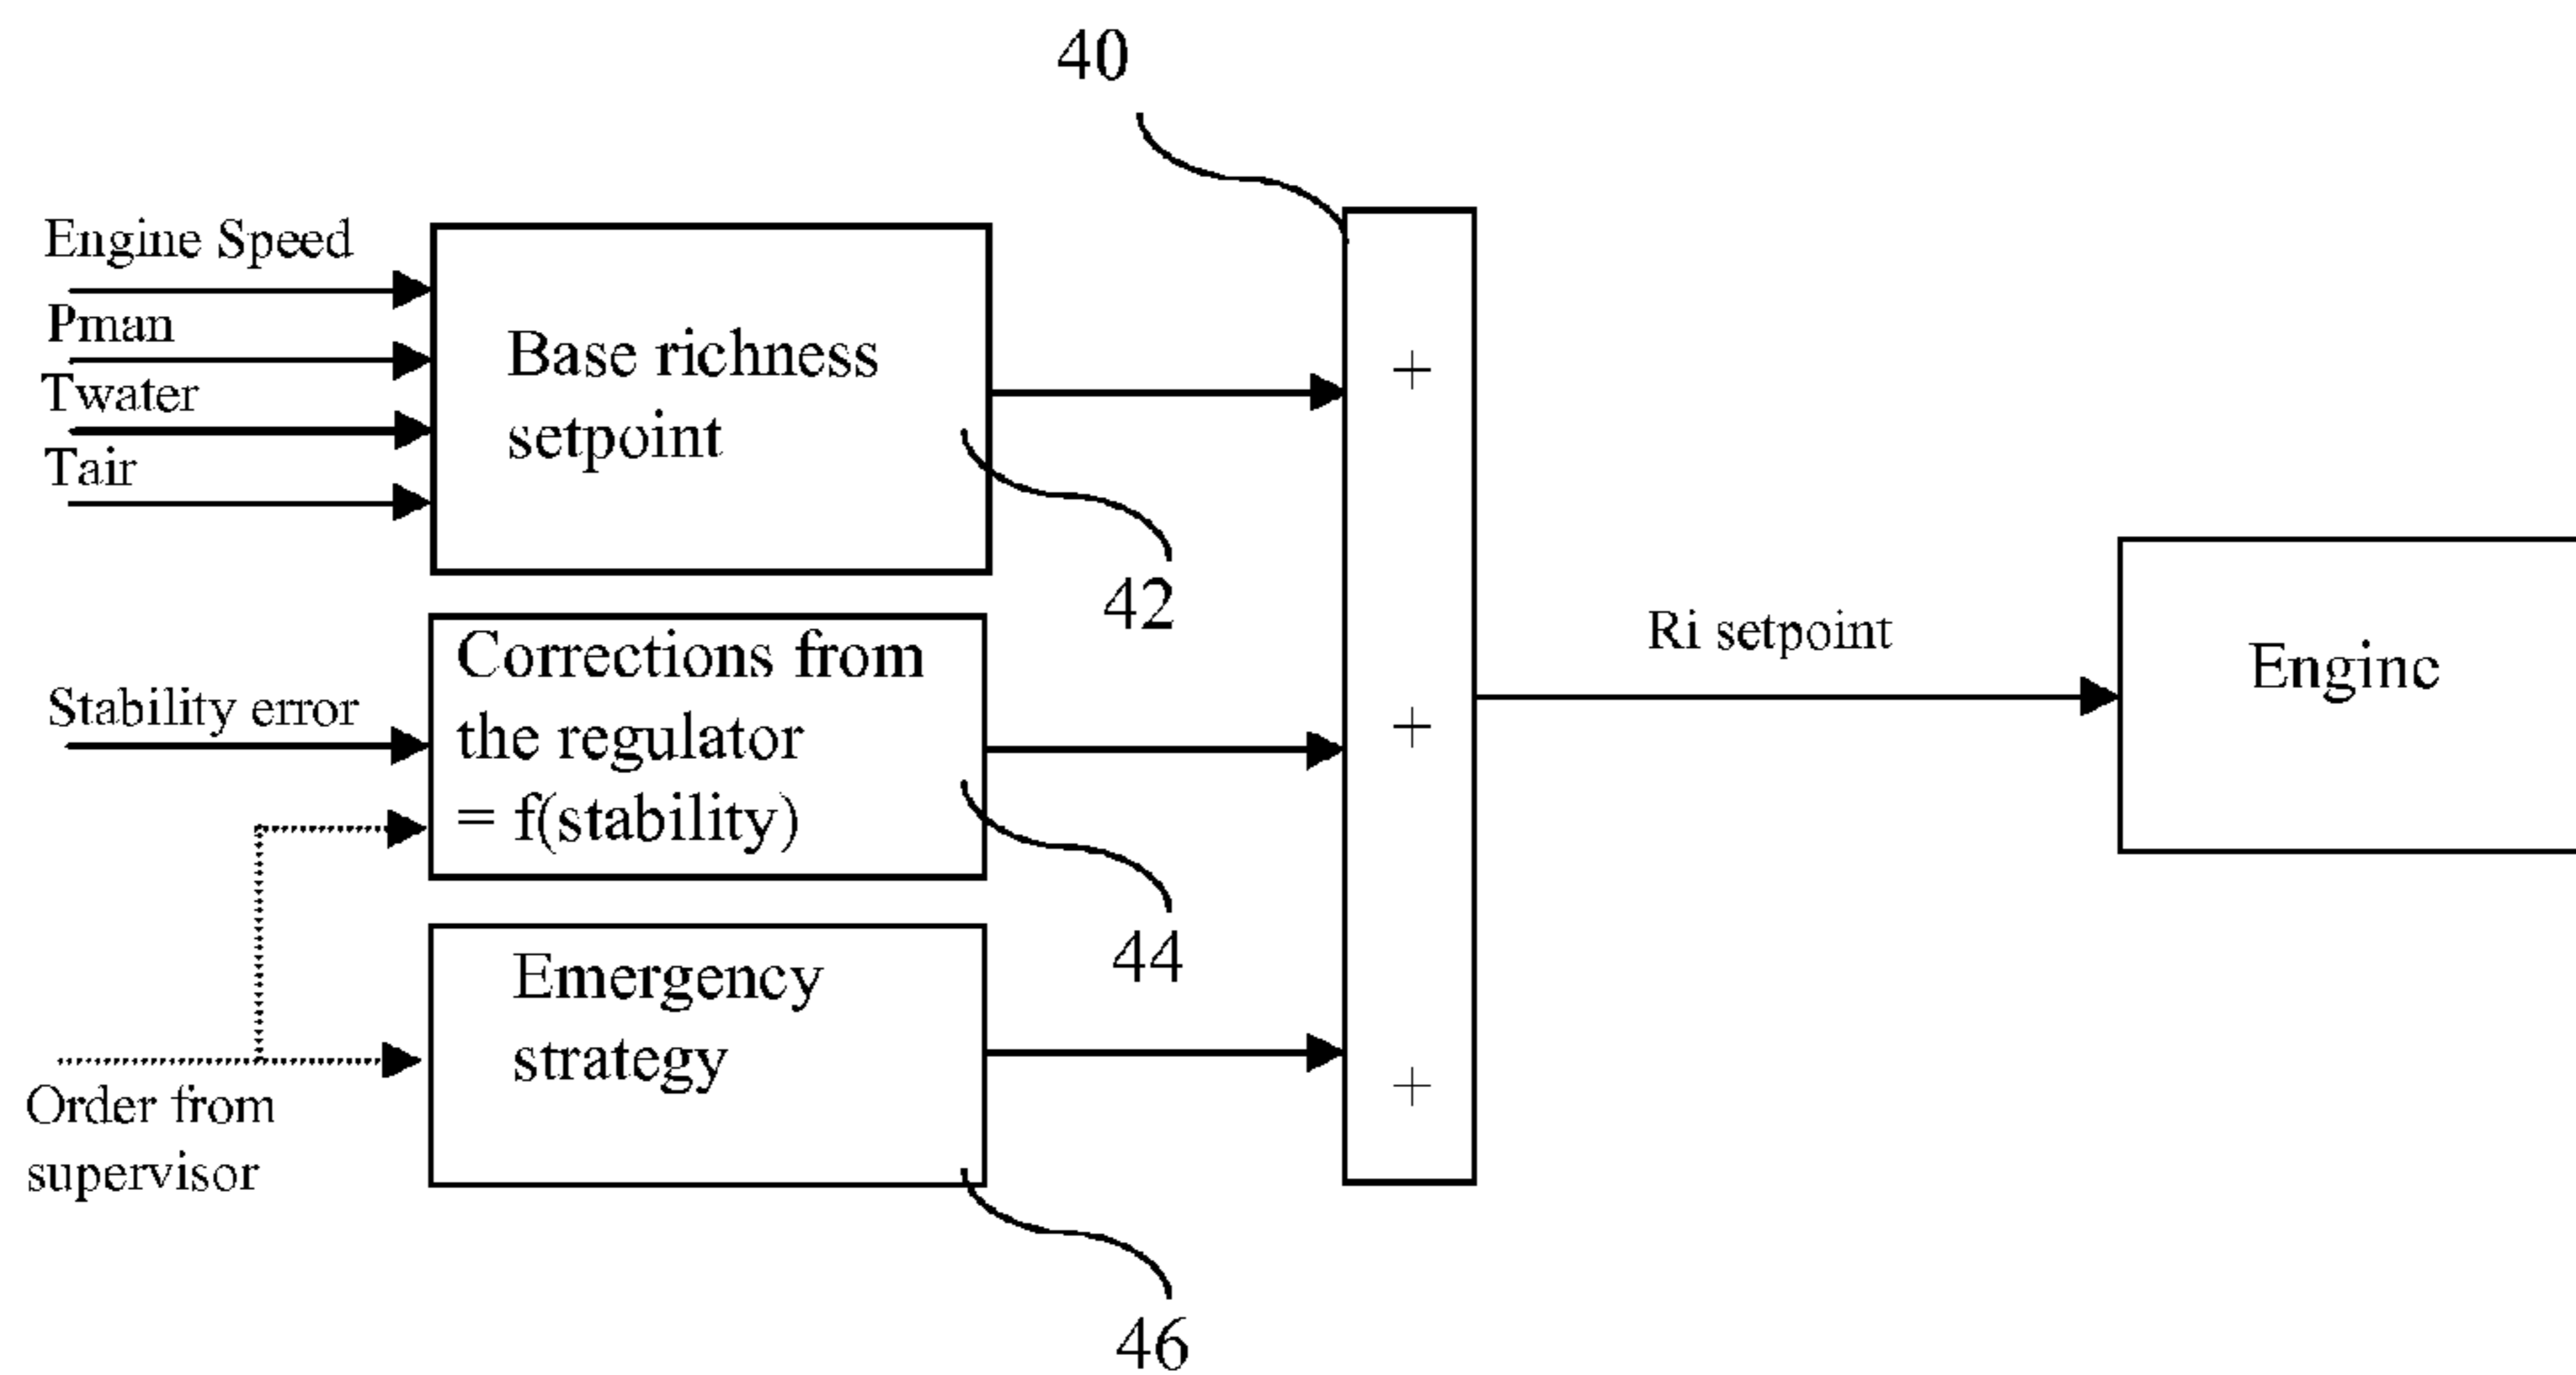 40
Engine Speed
Pman
Twater
Tair
Base richness
setpoint
42
+
Stability error
Corrections from
the regulator
= f(stability)
44
+
Ri setpoint
Engine
Order from
supervisor
Emergency
strategy
46
+